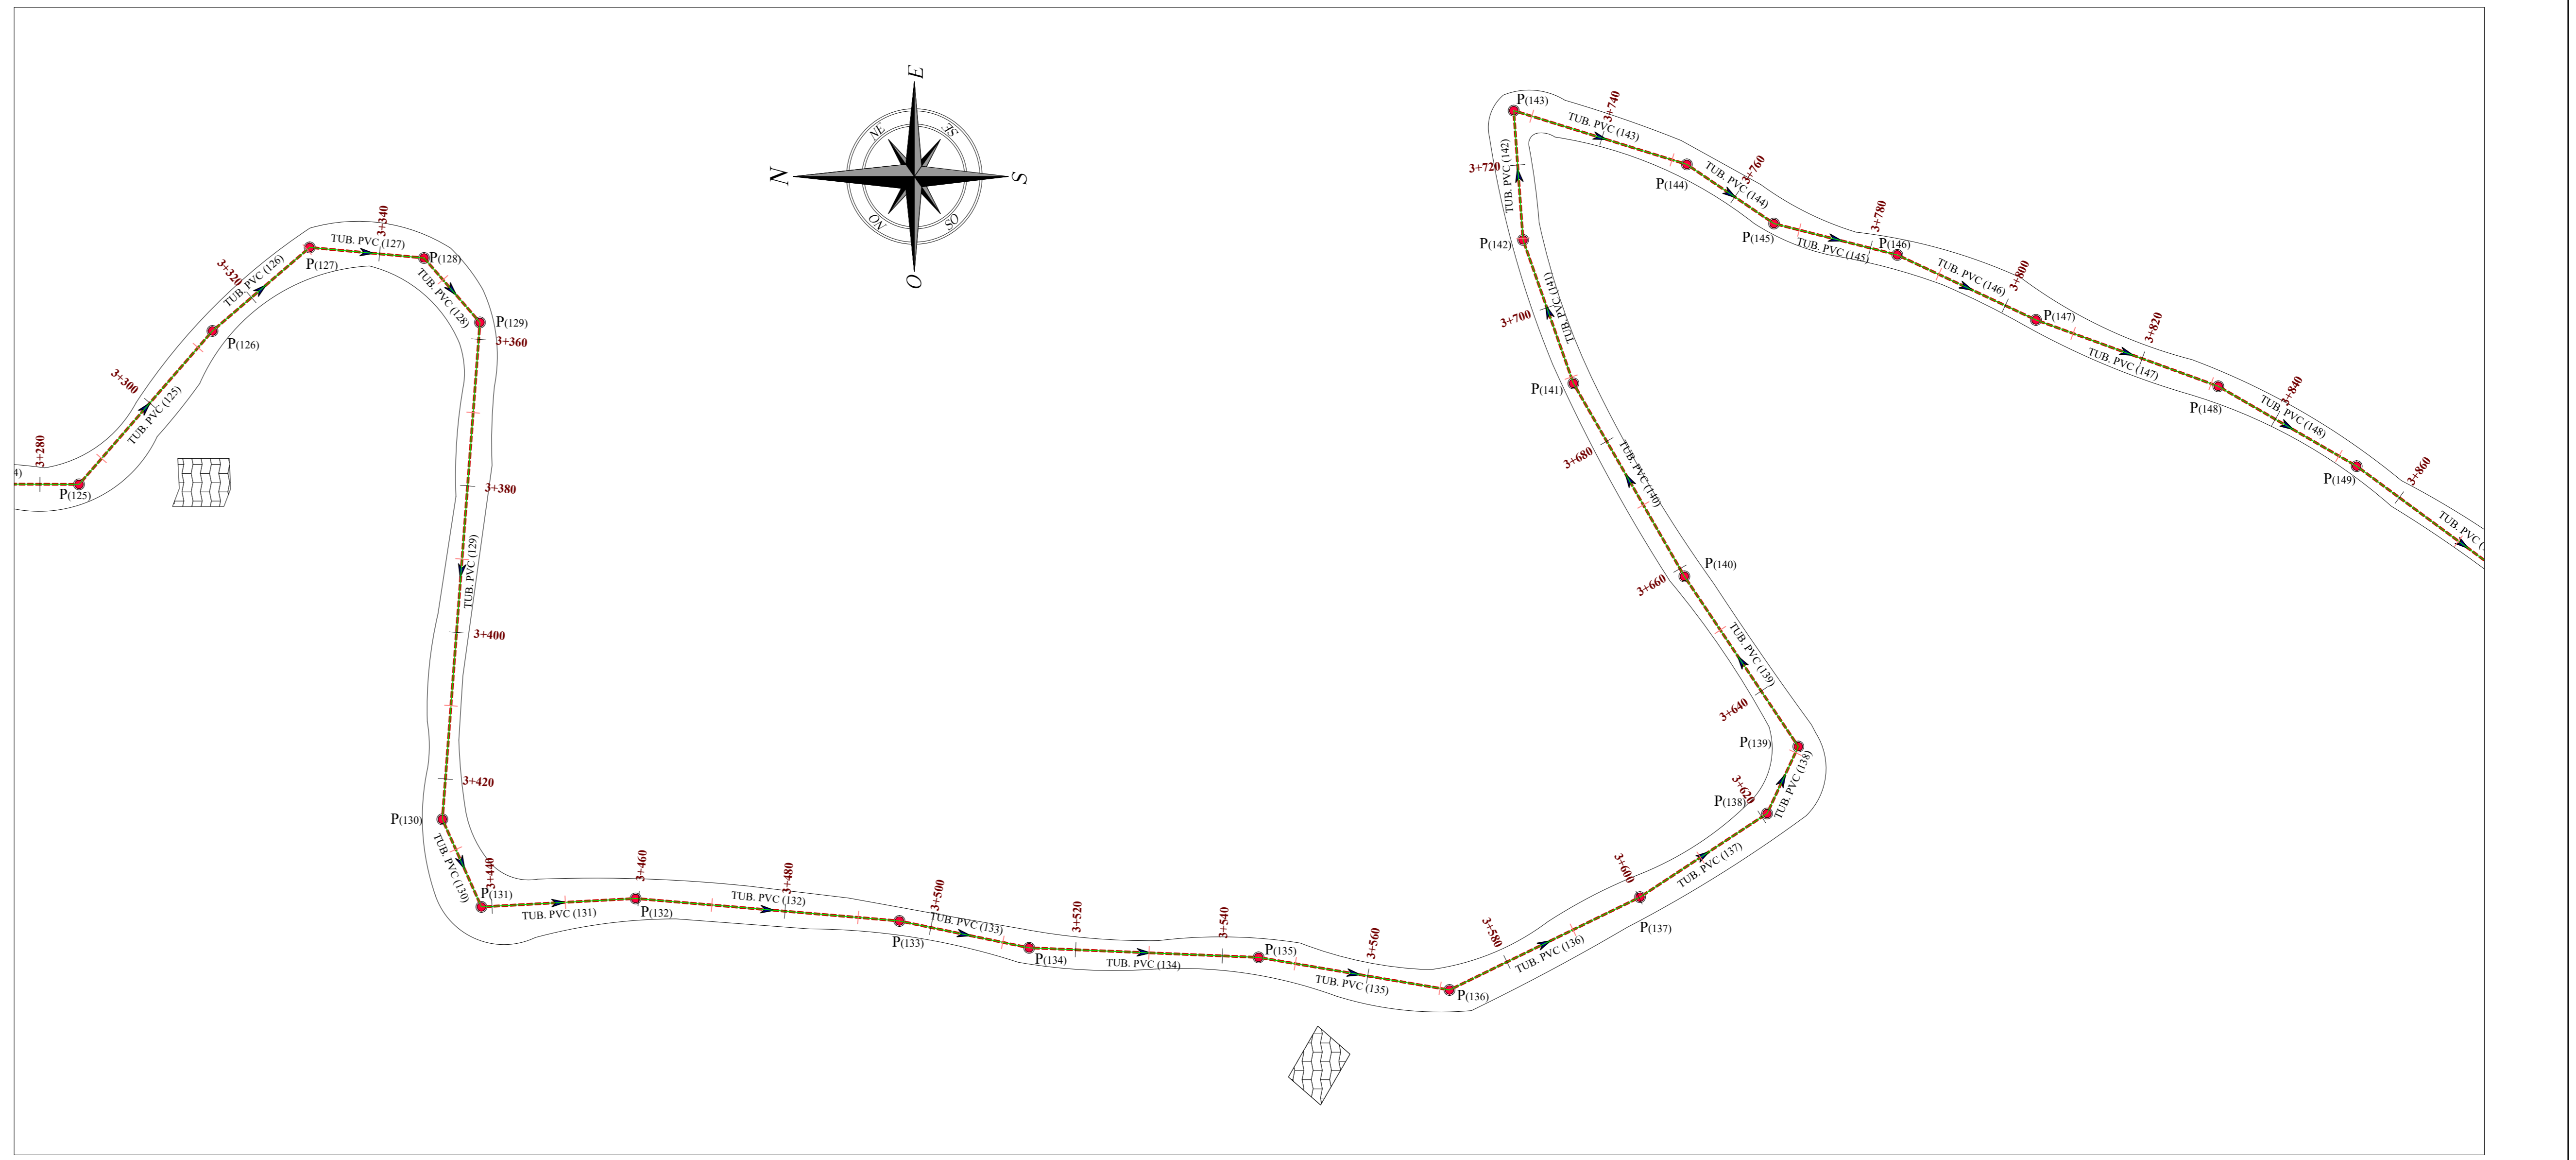 4)
3+280
P(125)
3+300
TUB. PVC (125)
P(126)
3+320
TUB. PVC (126)
P(127)
TUB. PVC (127)
3+340
P(128)
TUB. PVC (128)
P(129)
3+360
3+380
TUB. PVC (129)
3+400
3+420
P(130)
TUB. PVC (130)
3+440
P(131)
TUB. PVC (131)
3+460
P(132)
TUB. PVC (132)
3+480
P(133)
3+500
TUB. PVC (133)
P(134)
3+520
TUB. PVC (134)
3+540
P(135)
TUB. PVC (135)
3+560
P(136)
3+580
TUB. PVC (136)
3+600
P(137)
TUB. PVC (137)
P(138)
3+620
TUB. PVC (138)
P(139)
3+640
TUB. PVC (139)
3+660
P(140)
TUB. PVC (140)
3+680
P(141)
TUB. PVC (141)
3+700
P(142)
TUB. PVC (142)
3+720
P(143)
TUB. PVC (143)
3+740
P(144)
TUB. PVC (144)
3+760
P(145)
TUB. PVC (145)
3+780
P(146)
TUB. PVC (146)
3+800
P(147)
TUB. PVC (147)
3+820
P(148)
TUB. PVC (148)
3+840
P(149)
3+860
TUB. PVC (
E
NE
SE
N
S
NO
SO
O